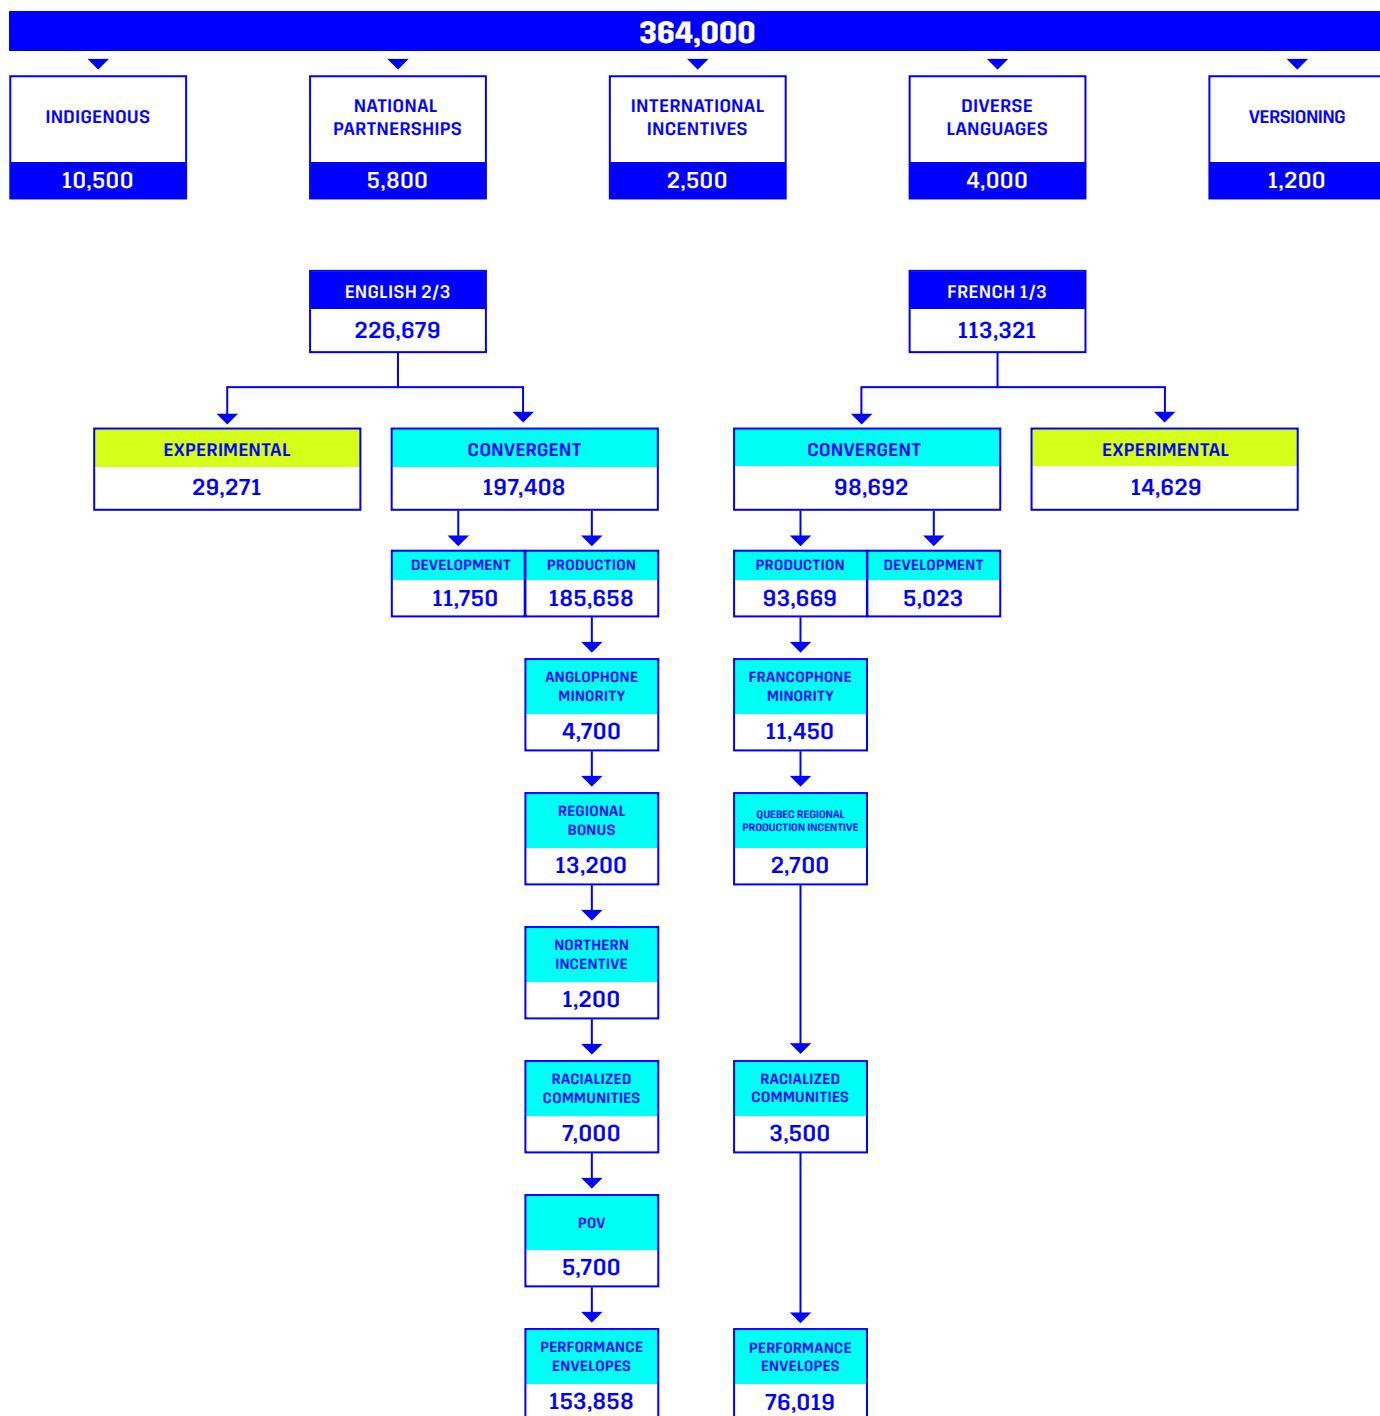 364,000
INDIGENOUS
10,500
NATIONAL
PARTNERSHIPS
5,800
INTERNATIONAL
INCENTIVES
2,500
DIVERSE
LANGUAGES
4,000
VERSIONING
1,200
ENGLISH 2/3
226,679
FRENCH 1/3
113,321
EXPERIMENTAL
29,271
CONVERGENT
197,408
CONVERGENT
98,692
EXPERIMENTAL
14,629
DEVELOPMENT
11,750
PRODUCTION
185,658
PRODUCTION
93,669
DEVELOPMENT
5,023
ANGLOPHONE
MINORITY
4,700
FRANCOPHONE
MINORITY
11,450
REGIONAL
BONUS
13,200
QUEBEC REGIONAL
PRODUCTION INCENTIVE
2,700
NORTHERN
INCENTIVE
1,200
RACIALIZED
COMMUNITIES
7,000
RACIALIZED
COMMUNITIES
3,500
POV
5,700
PERFORMANCE
ENVELOPES
153,858
PERFORMANCE
ENVELOPES
76,019